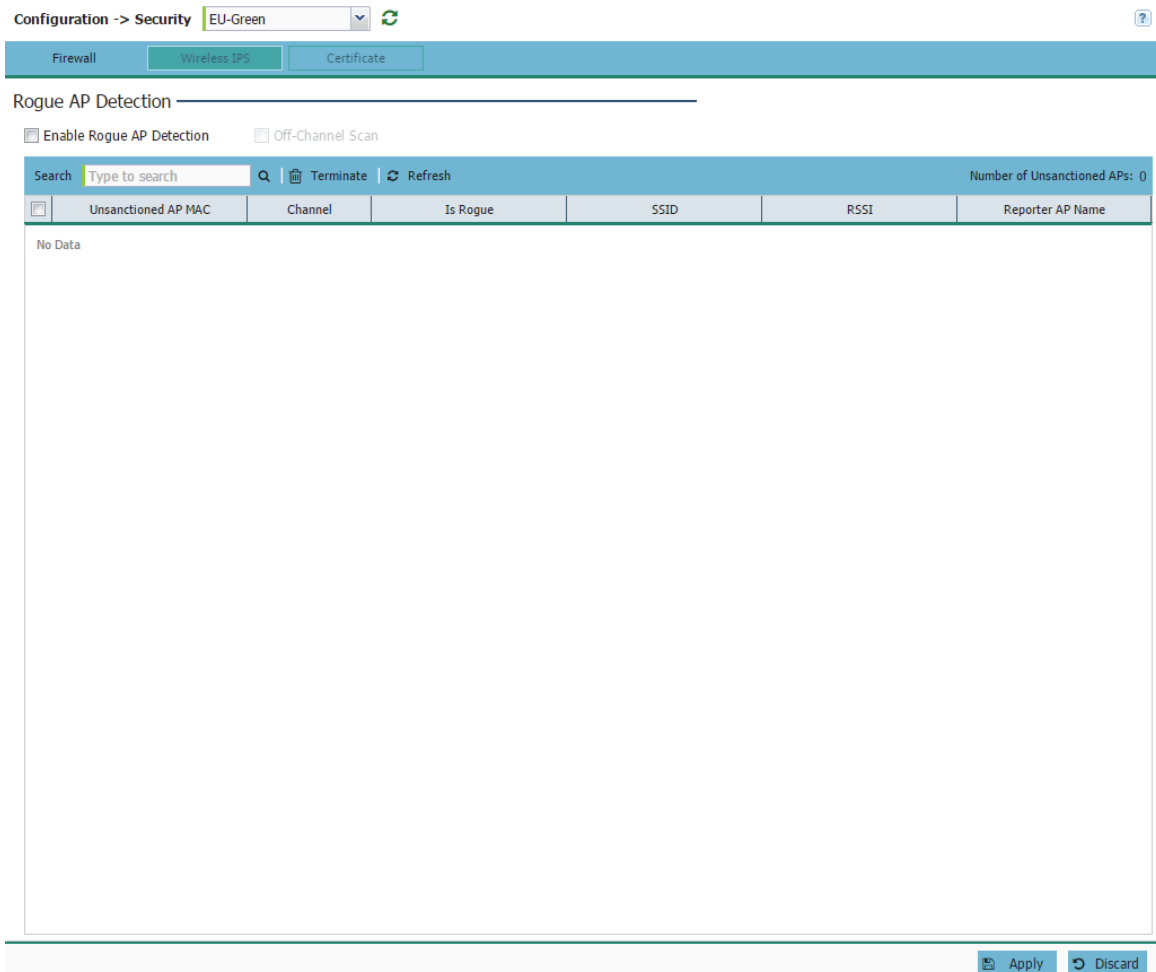 Configuration -> Security EU-Green ?
Firewall Wireless IPS Certificate
Rogue AP Detection
Enable Rogue AP Detection Off-Channel Scan
Search Type to search Terminate Refresh Number of Unsanctioned APs: 0
Unsanctioned AP MAC Channel Is Rogue SSID RSSI Reporter AP Name
No Data
Apply Discard